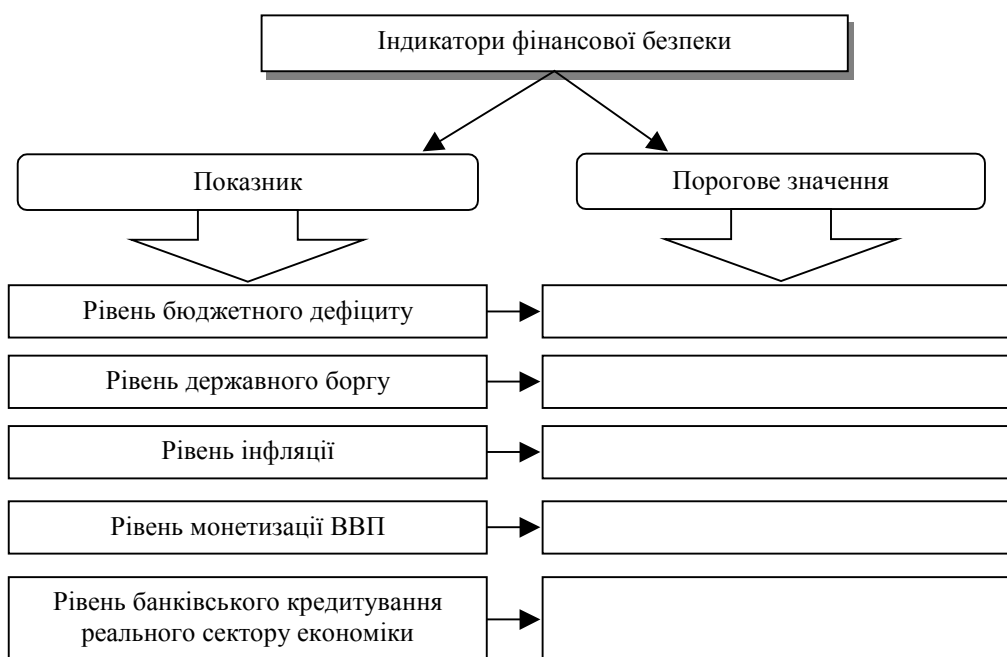 Індикатори фінансової безпеки
Показник
Порогове значення
Рівень бюджетного дефіциту
Рівень державного боргу
Рівень інфляції
Рівень монетизації ВВП
Рівень банківського кредитування
реального сектору економіки